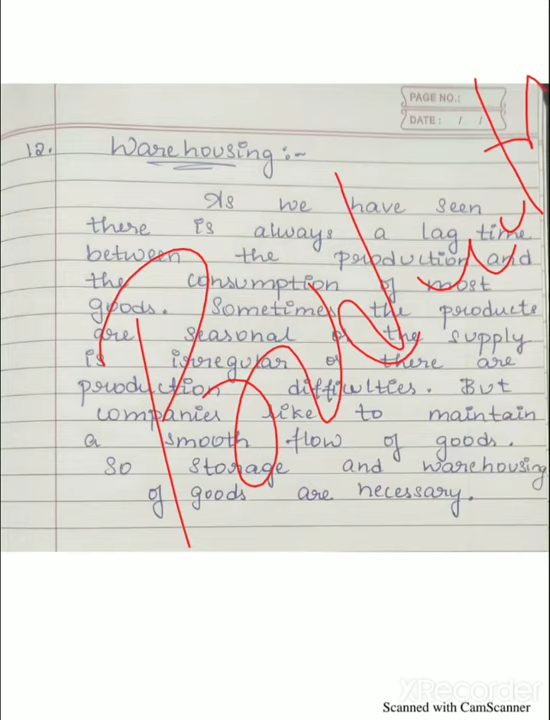 PAGE NO.:
DATE: / /
12. Warehousing :-
As we have seen
there is always a lag time
between the production and
the consumption of most
goods. Sometimes the products
are seasonal or the supply
is irregular or there are
production difficulties. But
companies like to maintain
a smooth flow of goods.
So storage and warehousing
of goods are necessary.
Product
XRecorder
Scanned with CamScanner